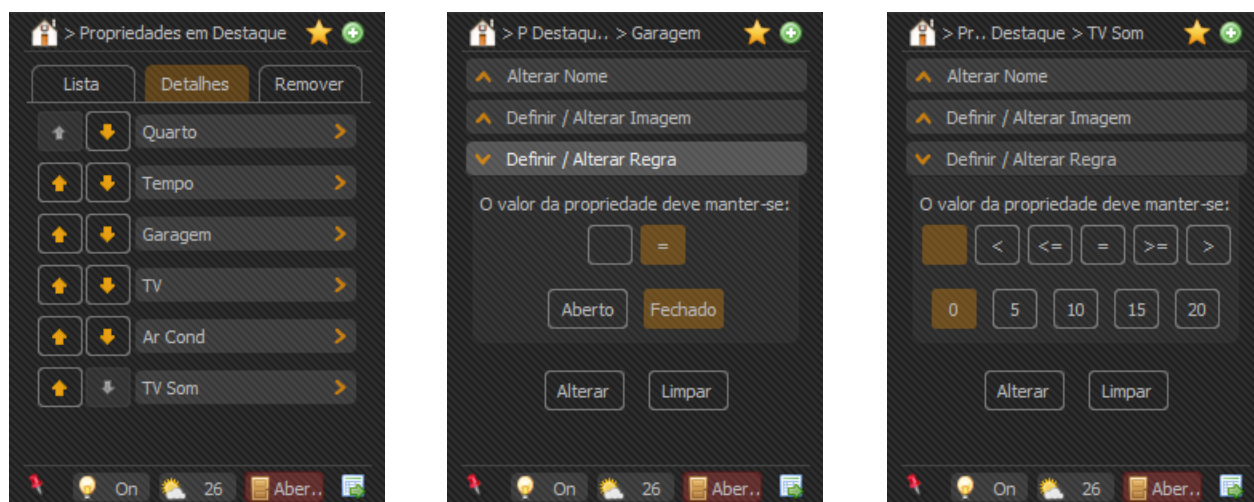 > Propriedades em Destaque
Lista Detalhes Remover
Quarto >
Tempo >
Garagem >
TV >
Ar Cond >
TV Som >
On 26 Aber..
> P Destaqu.. > Garagem
Alterar Nome
Definir / Alterar Imagem
Definir / Alterar Regra
O valor da propriedade deve manter-se:
=
Aberto Fechado
Alterar Limpar
On 26 Aber..
> Pr.. Destaque > TV Som
Alterar Nome
Definir / Alterar Imagem
Definir / Alterar Regra
O valor da propriedade deve manter-se:
< <= = >= >
0 5 10 15 20
Alterar Limpar
On 26 Aber..